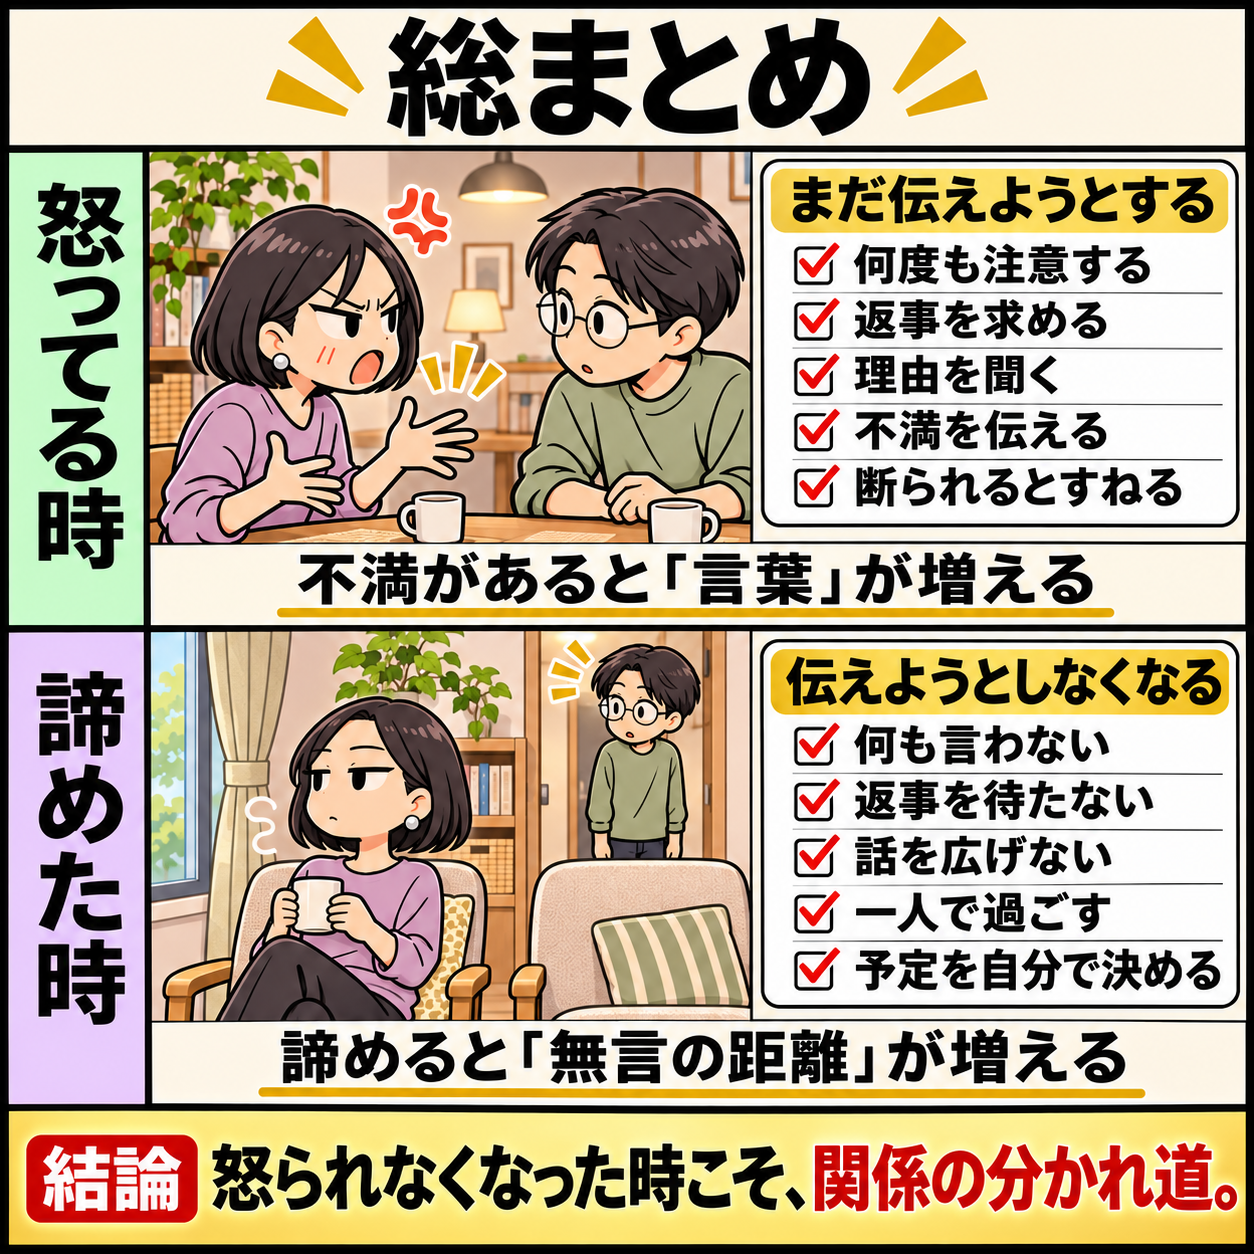 総まとめ
怒ってる時
まだ伝えようとする
何度も注意する
返事を求める
理由を聞く
不満を伝える
断られるとすねる
不満があると「言葉」が増える
諦めた時
伝えようとしなくなる
何も言わない
返事を待たない
話を広げない
一人で過ごす
予定を自分で決める
諦めると「無言の距離」が増える
結論 怒られなくなった時こそ、関係の分かれ道。